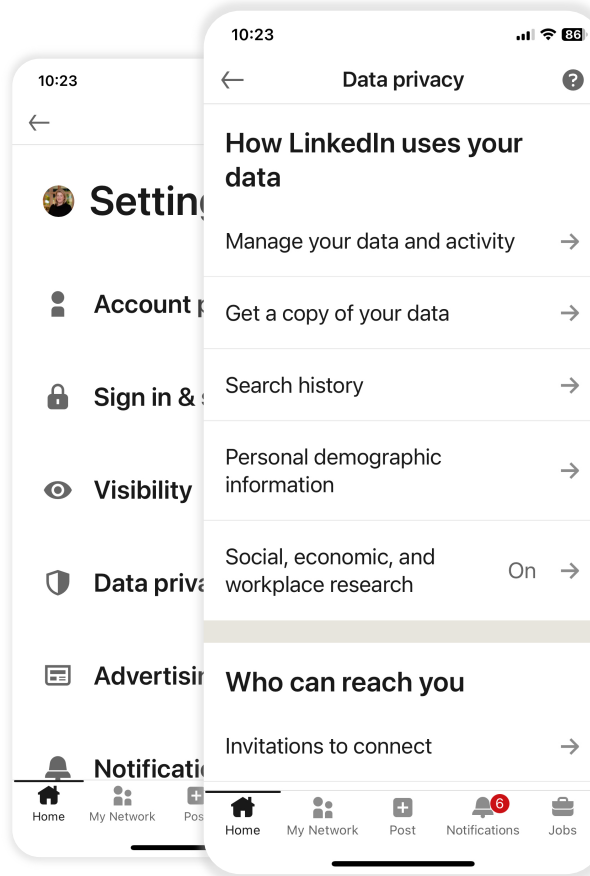 10:23
Settin
Account p
Sign in &
Visibility
Data priva
Advertisin
Notificati
Home
My Network
Pos
10:23
86
Data privacy
?
How LinkedIn uses your
data
Manage your data and activity
Get a copy of your data
Search history
Personal demographic
information
Social, economic, and
workplace research
On
Who can reach you
Invitations to connect
6
Home
My Network
Post
Notifications
Jobs